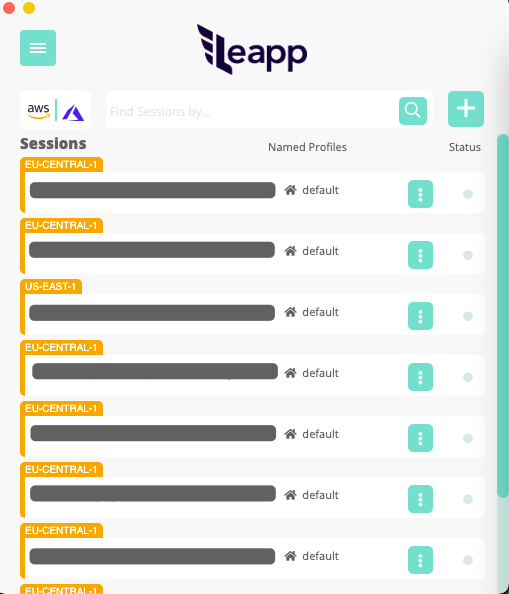 leapp
aws
Find Sessions by...
Sessions Named Profiles Status
EU-CENTRAL-1
default
EU-CENTRAL-1
default
US-EAST-1
default
EU-CENTRAL-1
default
EU-CENTRAL-1
default
EU-CENTRAL-1
default
EU-CENTRAL-1
default
EU-CENTRAL-1